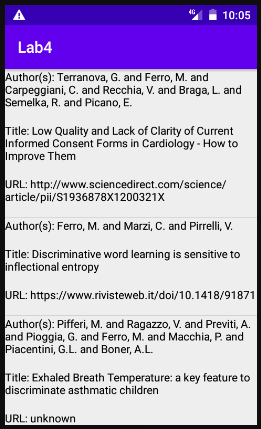 4G 10:05
Lab4
Author(s): Terranova, G. and Ferro, M. and
Carpeggiani, C. and Recchia, V. and Braga, L. and
Semelka, R. and Picano, E.
Title: Low Quality and Lack of Clarity of Current
Informed Consent Forms in Cardiology - How to
Improve Them
URL: http://www.sciencedirect.com/science/
article/pii/S1936878X1200321X
Author(s): Ferro, M. and Marzi, C. and Pirrelli, V.
Title: Discriminative word learning is sensitive to
inflectional entropy
URL: https://www.rivisteweb.it/doi/10.1418/91871
Author(s): Pifferi, M. and Ragazzo, V. and Previti, A.
and Pioggia, G. and Ferro, M. and Macchia, P. and
Piacentini, G.L. and Boner, A.L.
Title: Exhaled Breath Temperature: a key feature to
discriminate asthmatic children
URL: unknown